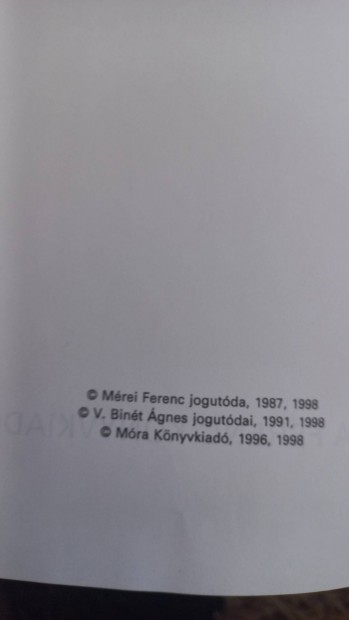 © Mérei Ferenc jogutóda, 1987, 1998
© V. Binét Ágnes jogutódai, 1991, 1998
© Móra Könyvkiadó, 1996, 1998